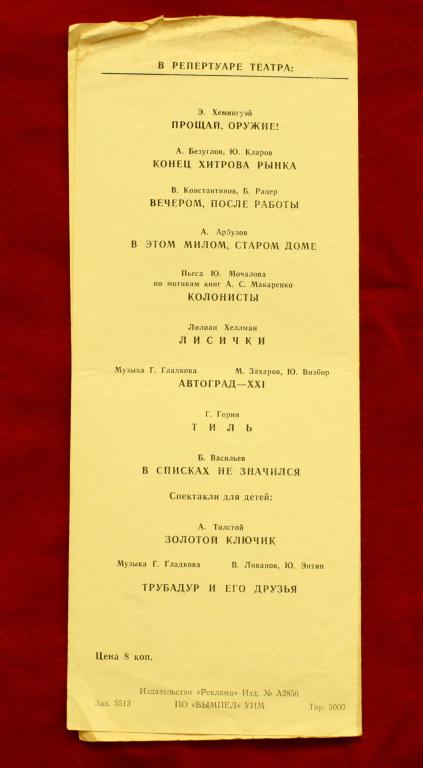 В РЕПЕРТУАРЕ ТЕАТРА:
Э. Хемингуэй
ПРОЩАЙ, ОРУЖИЕ!
А. Безуглов, Ю. Кларов
КОНЕЦ ХИТРОВА РЫНКА
В. Константинов, Б. Рацер
ВЕЧЕРОМ, ПОСЛЕ РАБОТЫ
А. Арбузов
В ЭТОМ МИЛОМ, СТАРОМ ДОМЕ
Пьеса Ю. Мочалова
по мотивам книг А. С. Макаренко
КОЛОНИСТЫ
Лилиан Хеллман
ЛИСИЧКИ
Музыка Г. Гладкова М. Захаров, Ю. Визбор
АВТОГРАД—XXI
Г. Горин
ТИЛЬ
Б. Васильев
В СПИСКАХ НЕ ЗНАЧИЛСЯ
Спектакли для детей:
А. Толстой
ЗОЛОТОЙ КЛЮЧИК
Музыка Г. Гладкова В. Ливанов, Ю. Энтин
ТРУБАДУР И ЕГО ДРУЗЬЯ
Цена 8 коп.
Издательство «Реклама» Изд. № А2856
Зак. 5513 ПО «ВЫМПЕЛ» УИМ Тир. 5000